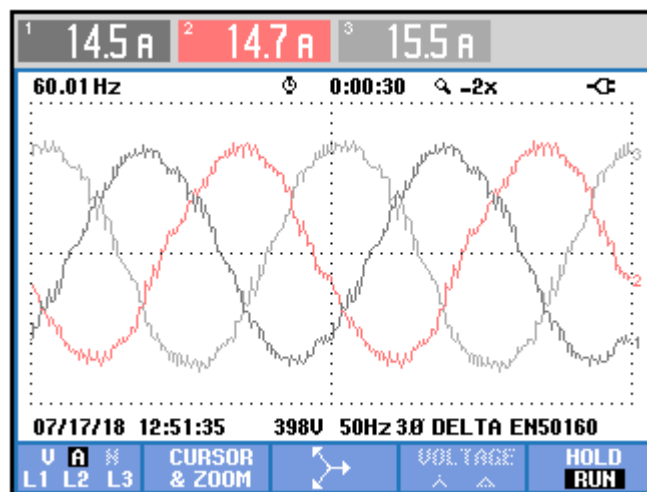 1 14.5 A 2 14.7 A 3 15.5 A
60.01 Hz 0:00:30 -2x
3
2
1
07/17/18 12:51:35 398V 50Hz 3Ø DELTA EN50160
V A N CURSOR VOLTAGE HOLD
L1 L2 L3 & ZOOM RUN